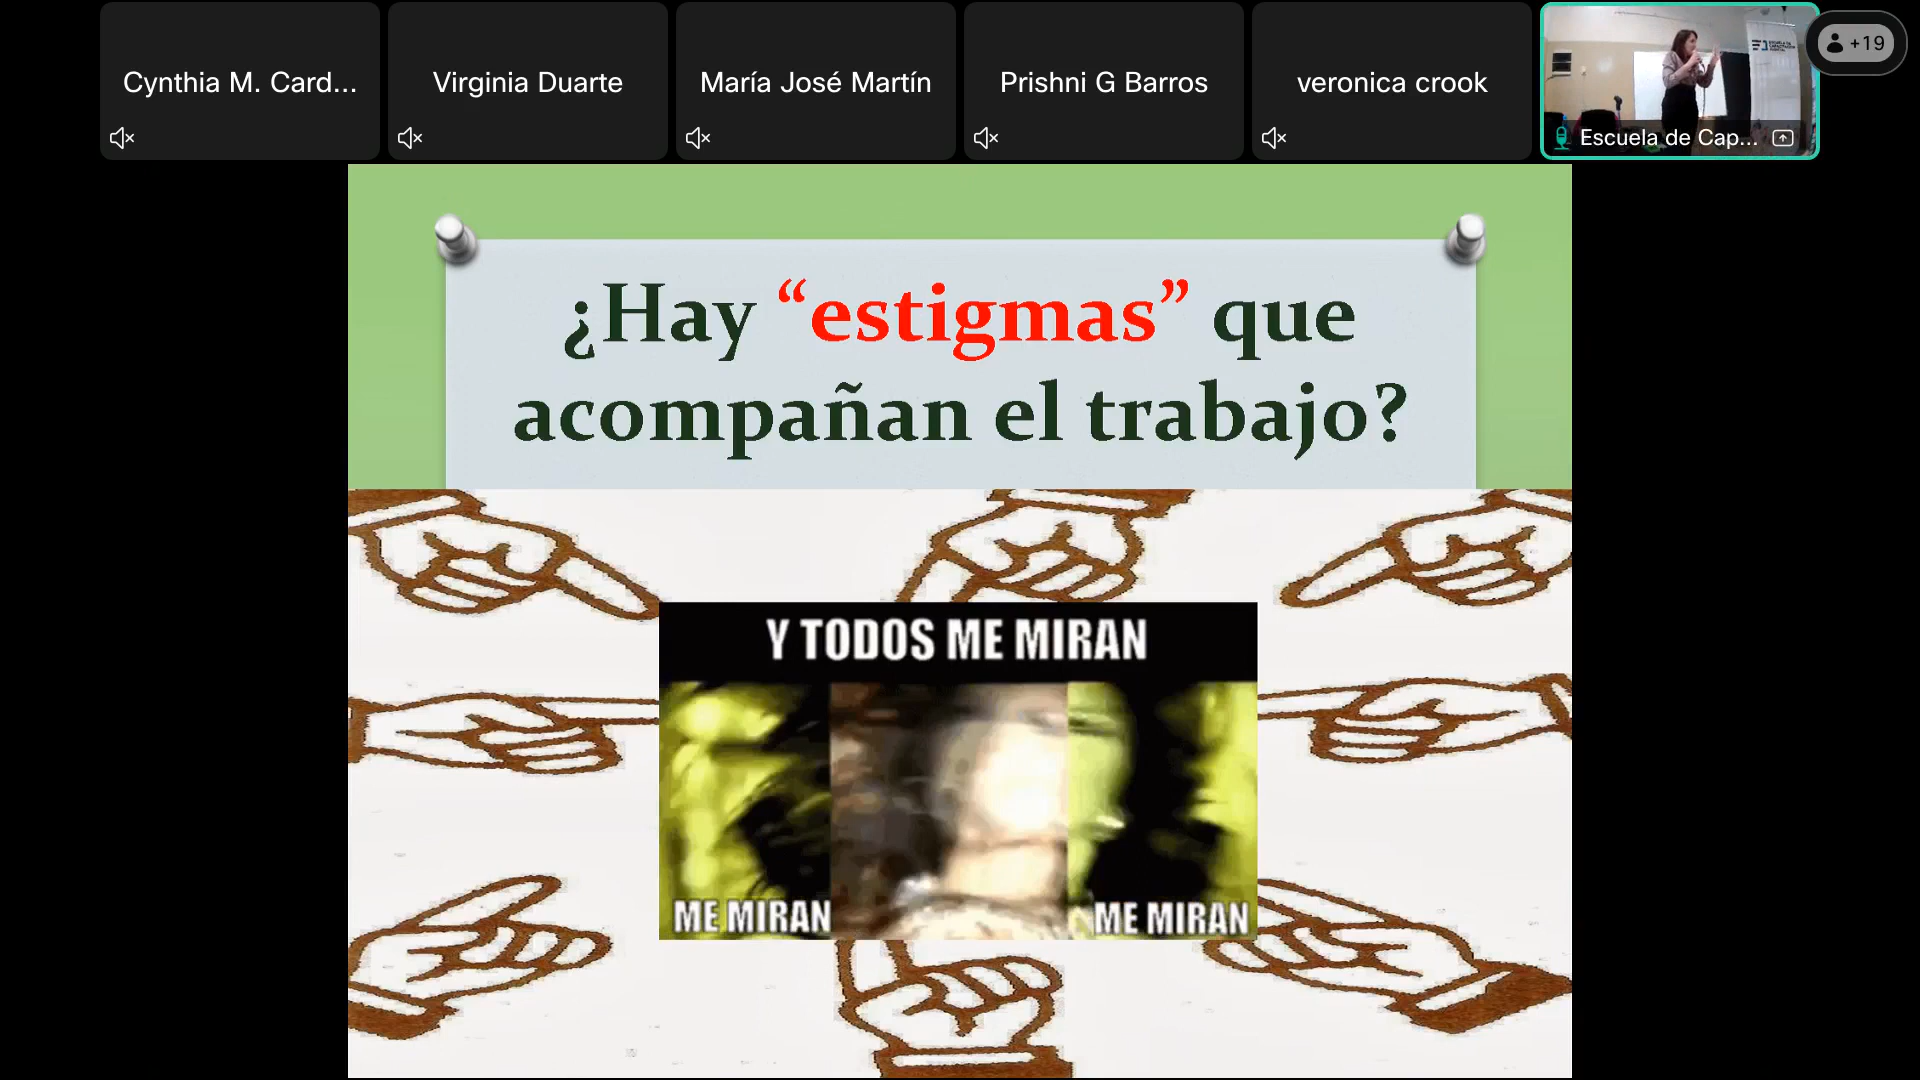 Cynthia M. Card...
Virginia Duarte
María José Martín
Prishni G Barros
veronica crook
Escuela de Cap...
+19
¿Hay “estigmas” que
acompañan el trabajo?
Y TODOS ME MIRAN
ME MIRAN
ME MIRAN